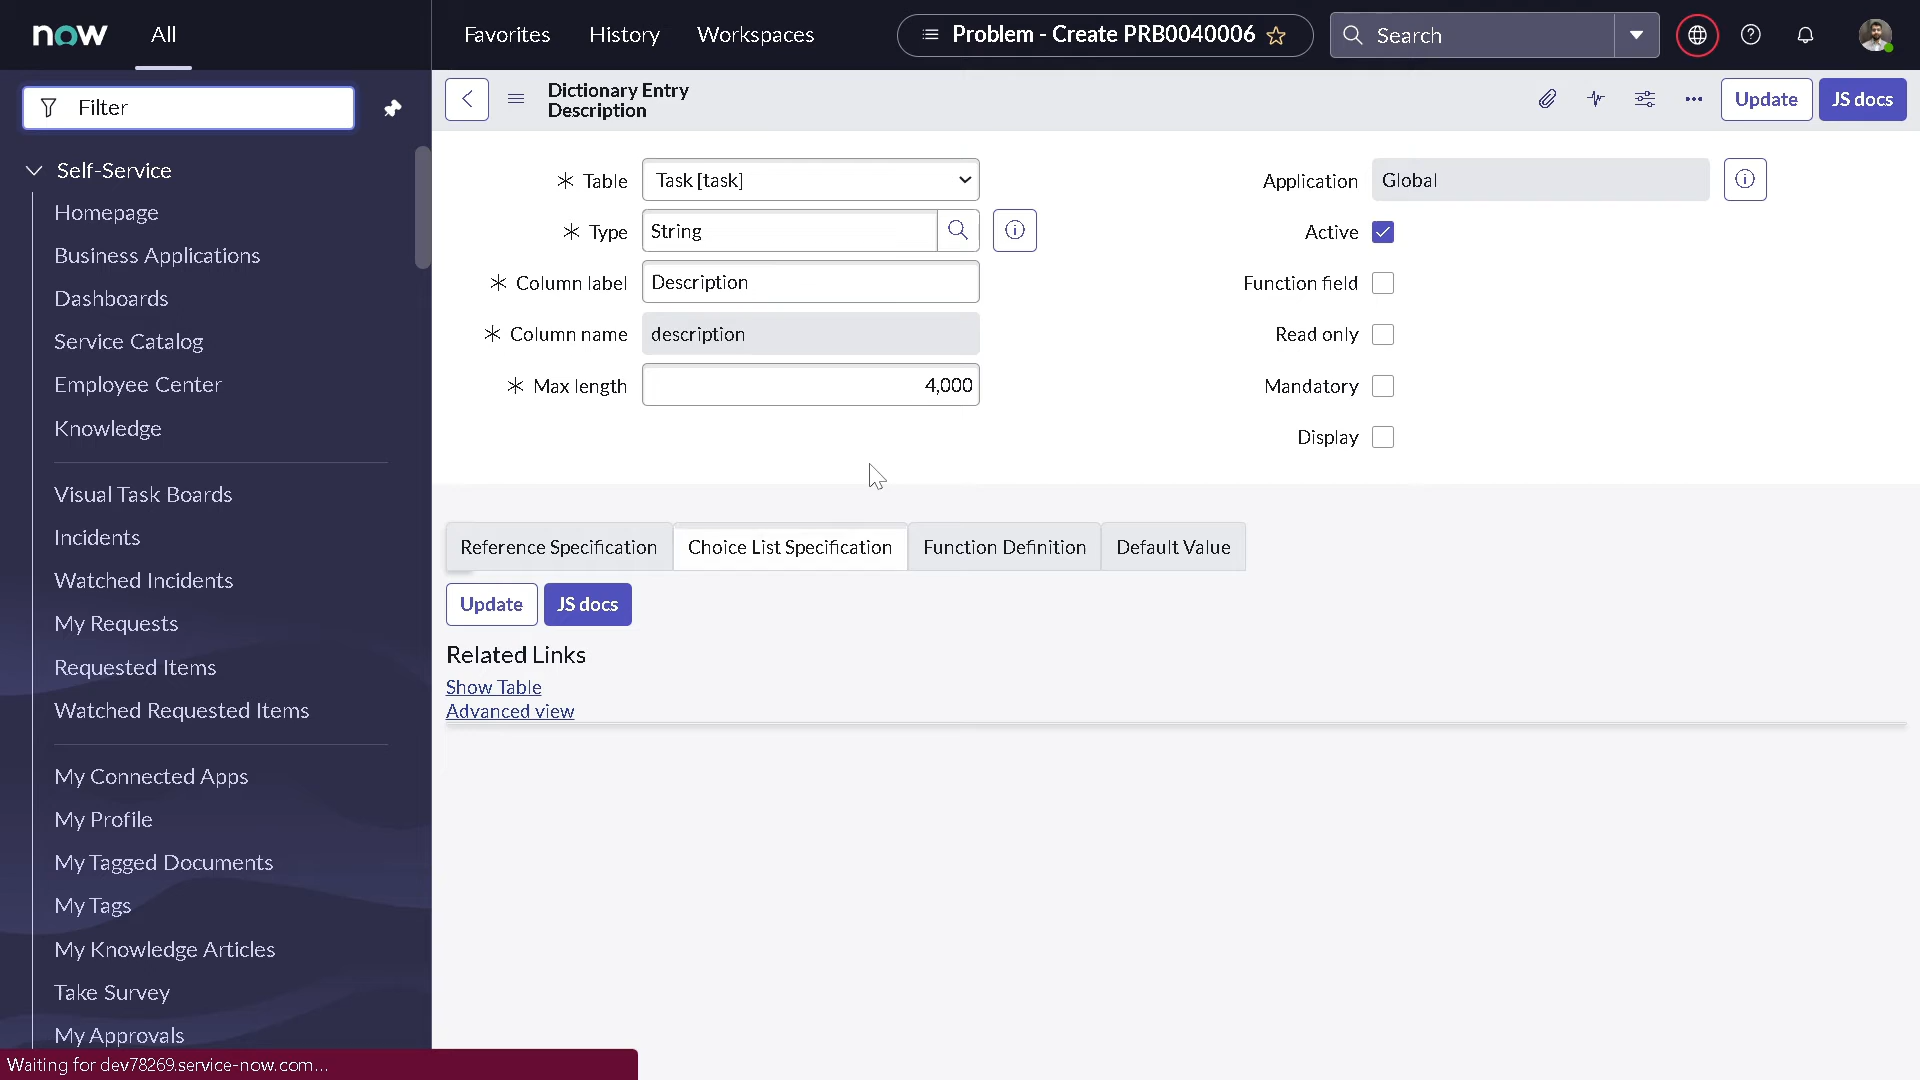 now
All
Favorites
History
Workspaces
Problem - Create PRB0040006
Search
Filter
Self-Service
Homepage
Business Applications
Dashboards
Service Catalog
Employee Center
Knowledge
Visual Task Boards
Incidents
Watched Incidents
My Requests
Requested Items
Watched Requested Items
My Connected Apps
My Profile
My Tagged Documents
My Tags
My Knowledge Articles
Take Survey
My Approvals
Waiting for dev78269.service-now.com...
Dictionary Entry
Description
Update
JS docs
Table
Task [task]
Type
String
Column label
Description
Column name
description
Max length
4,000
Application
Global
Active
Function field
Read only
Mandatory
Display
Reference Specification
Choice List Specification
Function Definition
Default Value
Update
JS docs
Related Links
Show Table
Advanced view